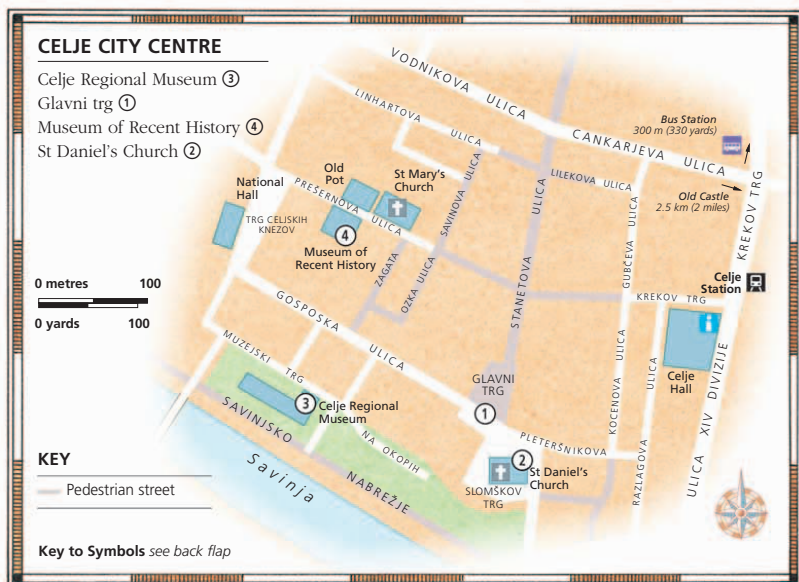 CELJE CITY CENTRE
Celje Regional Museum ③
Glavni trg ①
Museum of Recent History ④
St Daniel's Church ②
VODNIKOVA ULICA
CANKARJEVA ULICA
LINHARTOVA ULICA
Bus Station
300 m (330 yards)
Old Castle
2.5 km (2 miles)
KREKOV TRG
LILEKOVA ULICA
Old
Pot
St Mary's
Church
National
Hall
PREŠERNOVA ULICA
TRG CELJSKIH
KNEZOV
SAVINOVA ULICA
STANETOVA ULICA
GUBČEVA ULICA
④
Museum of
Recent History
ZAGATA
OZKA ULICA
Celje
Station
KREKOV TRG
0 metres 100
0 yards 100
GOSPOSKA ULICA
MUZEJSKI TRG
Celje
Hall
KOCENOVA ULICA
RAZLAGOVA ULICA
ULICA XIV DIVIZIJE
GLAVNI
TRG
①
③ Celje Regional
Museum
PLETERŠNIKOVA
NA OKOPIH
② St Daniel's
Church
SLOMŠKOV
TRG
SAVINJSKO NABREŽJE
Savinja
KEY
Pedestrian street
Key to Symbols see back flap